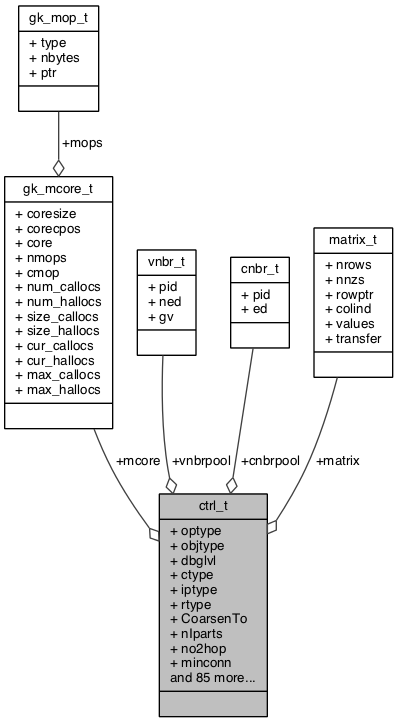 gk_mop_t
+ type
+ nbytes
+ ptr
+mops
gk_mcore_t
+ coresize
+ corecpos
+ core
+ nmops
+ cmop
+ num_callocs
+ num_hallocs
+ size_callocs
+ size_hallocs
+ cur_callocs
+ cur_hallocs
+ max_callocs
+ max_hallocs
vnbr_t
+ pid
+ ned
+ gv
cnbr_t
+ pid
+ ed
matrix_t
+ nrows
+ nnzs
+ rowptr
+ colind
+ values
+ transfer
+mcore
+vnbrpool
+cnbrpool
+matrix
ctrl_t
+ optype
+ objtype
+ dbglvl
+ ctype
+ iptype
+ rtype
+ CoarsenTo
+ nIparts
+ no2hop
+ minconn
and 85 more...